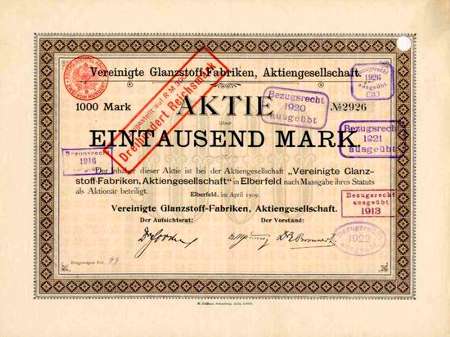 Vereinigte Glanzstoff-Fabriken, Aktiengesellschaft.
1000 Mark
AKTIE
№2926
über
EINTAUSEND MARK.
Der Inhaber dieser Aktie ist bei der Aktiengesellschaft „Vereinigte Glanz-
stoff-Fabriken, Aktiengesellschaft" in Elberfeld nach Massgabe ihres Statuts
als Aktionär beteiligt.
Elberfeld, im April
Vereinigte Glanzstoff-Fabriken, Aktiengesellschaft.
Der Aufsichtsrat:
Der Vorstand:
auf R.M.
Dreihundert Reichsmark
Bezugsrecht
1920
ausgeübt
1926
ausgeübt
Bezugsrecht
1921
ausgeübt
Bezugsrecht
1916
Bezugsrecht
ausgeübt
1913
1922